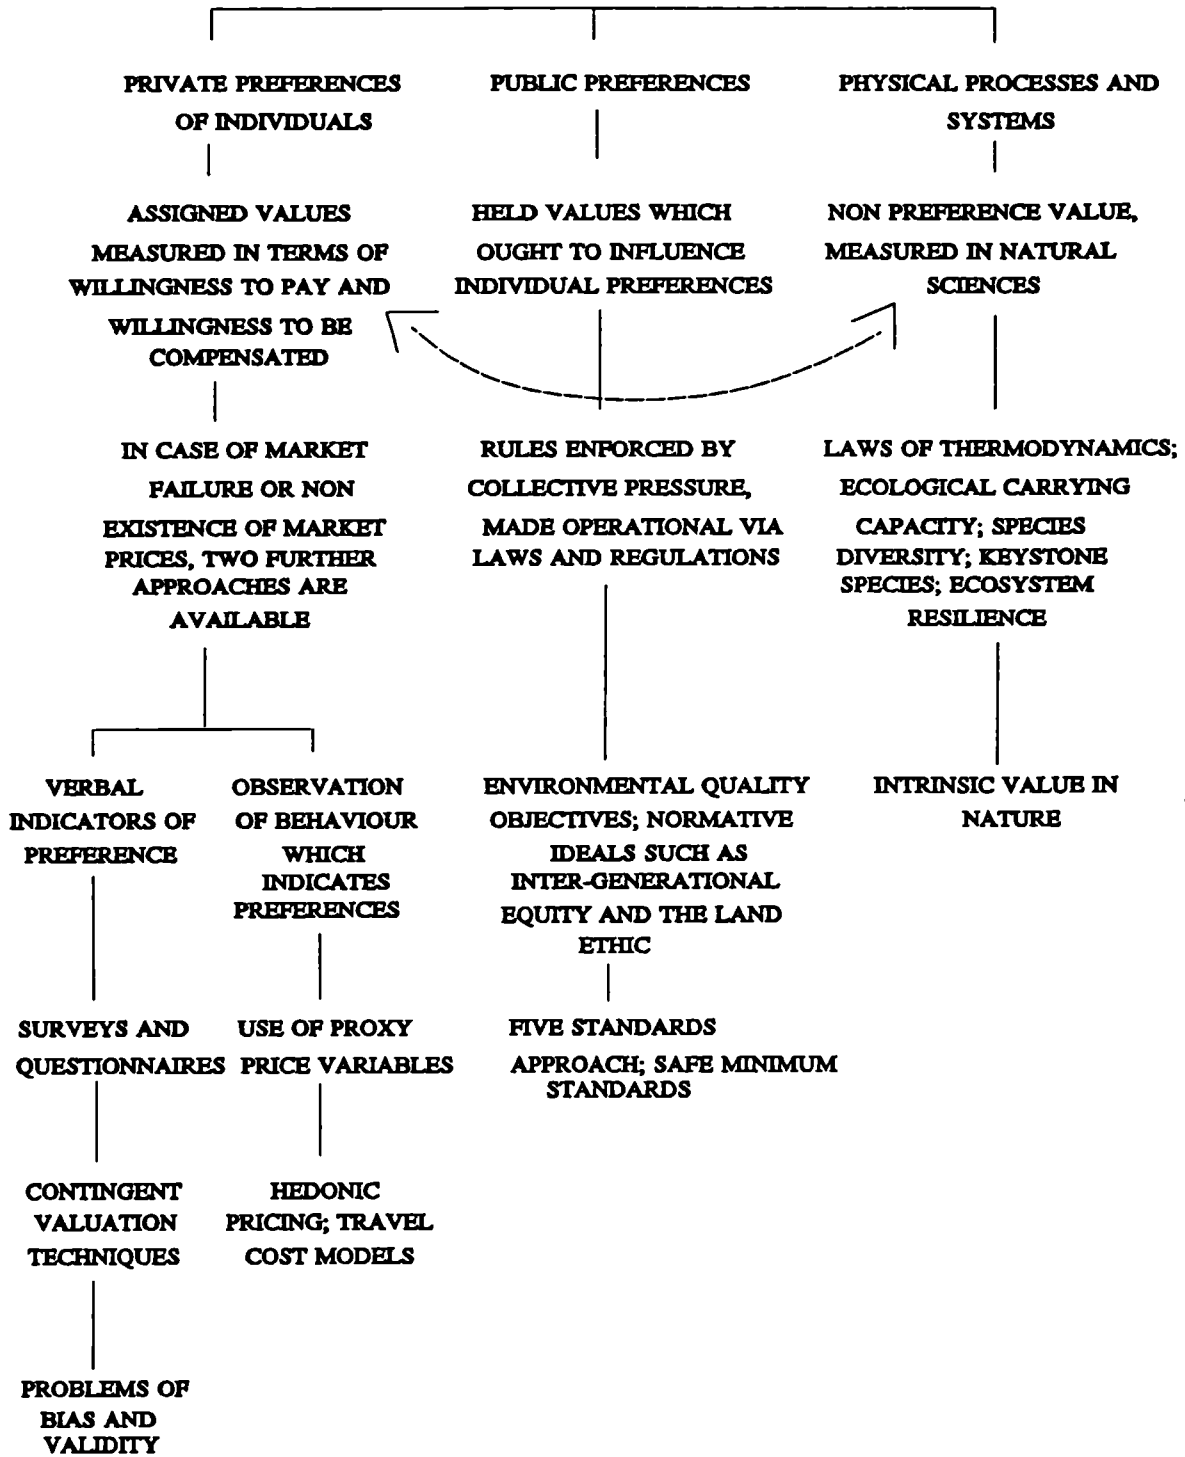 PRIVATE PREFERENCES
OF INDIVIDUALS
PUBLIC PREFERENCES
PHYSICAL PROCESSES AND
SYSTEMS
ASSIGNED VALUES
MEASURED IN TERMS OF
WILLINGNESS TO PAY AND
WILLINGNESS TO BE
COMPENSATED
HELD VALUES WHICH
OUGHT TO INFLUENCE
INDIVIDUAL PREFERENCES
NON PREFERENCE VALUE,
MEASURED IN NATURAL
SCIENCES
IN CASE OF MARKET
FAILURE OR NON
EXISTENCE OF MARKET
PRICES, TWO FURTHER
APPROACHES ARE
AVAILABLE
RULES ENFORCED BY
COLLECTIVE PRESSURE,
MADE OPERATIONAL VIA
LAWS AND REGULATIONS
LAWS OF THERMODYNAMICS;
ECOLOGICAL CARRYING
CAPACITY; SPECIES
DIVERSITY; KEYSTONE
SPECIES; ECOSYSTEM
RESILIENCE
VERBAL
INDICATORS OF
PREFERENCE
OBSERVATION
OF BEHAVIOUR
WHICH
INDICATES
PREFERENCES
ENVIRONMENTAL QUALITY
OBJECTIVES; NORMATIVE
IDEALS SUCH AS
INTER-GENERATIONAL
EQUITY AND THE LAND
ETHIC
INTRINSIC VALUE IN
NATURE
SURVEYS AND
QUESTIONNAIRES
USE OF PROXY
PRICE VARIABLES
FIVE STANDARDS
APPROACH; SAFE MINIMUM
STANDARDS
CONTINGENT
VALUATION
TECHNIQUES
HEDONIC
PRICING; TRAVEL
COST MODELS
PROBLEMS OF
BIAS AND
VALIDITY